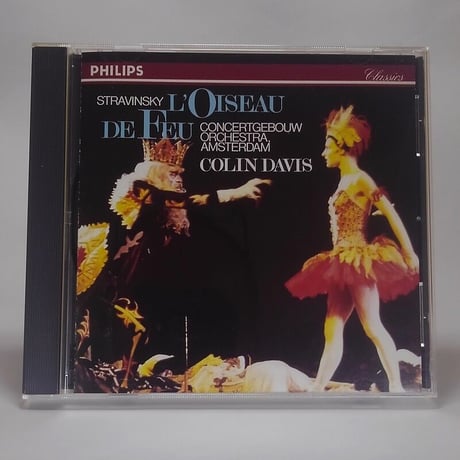 PHILIPS
Classics
STRAVINSKY L'OISEAU
DE FEU CONCERTGEBOUW
ORCHESTRA
AMSTERDAM
COLIN DAVIS